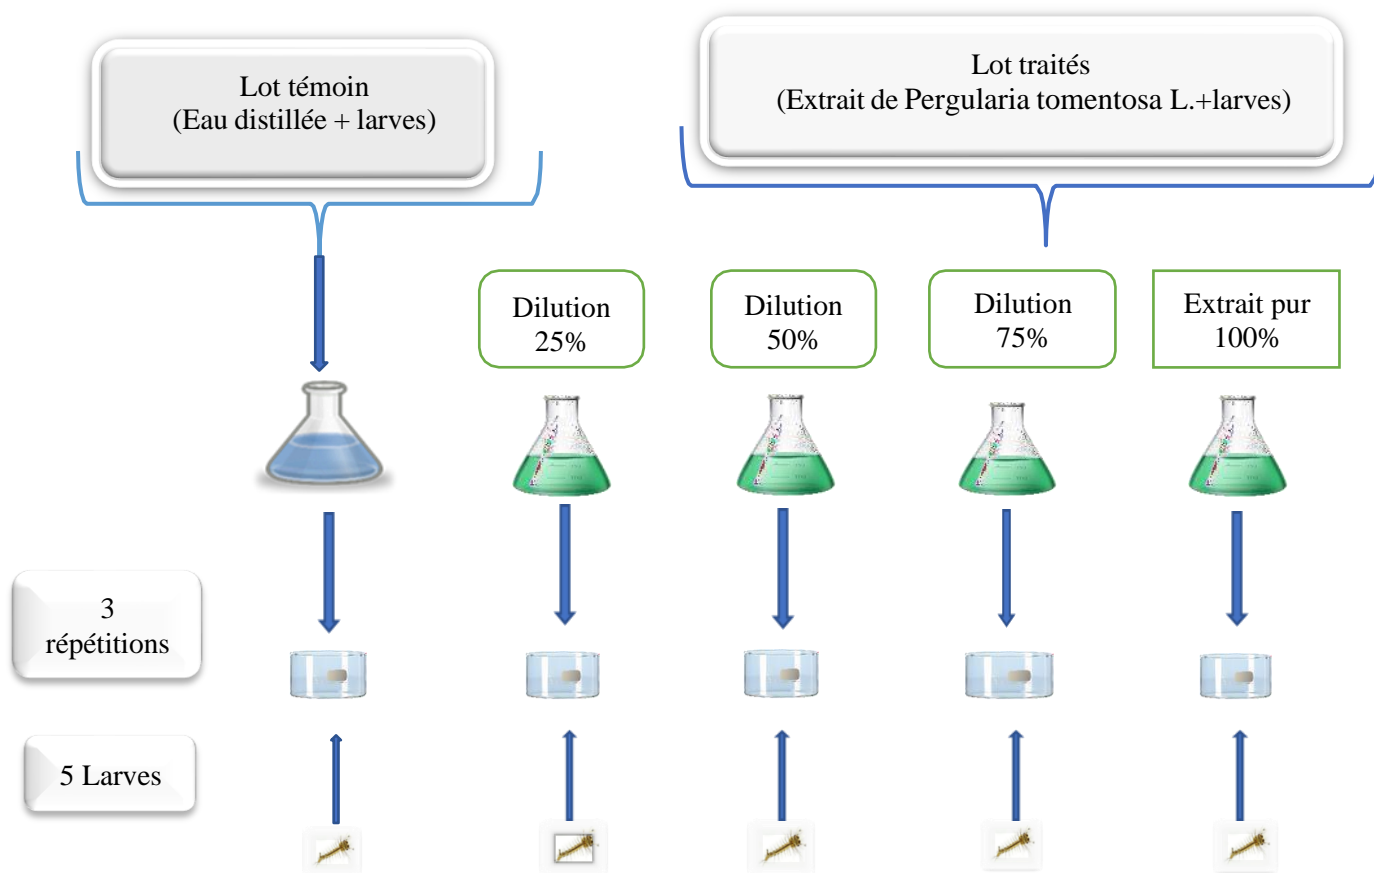 Lot témoin
(Eau distillée + larves)
Lot traités
(Extrait de Pergularia tomentosa L.+larves)
Dilution
25%
Dilution
50%
Dilution
75%
Extrait pur
100%
3
répétitions
5 Larves